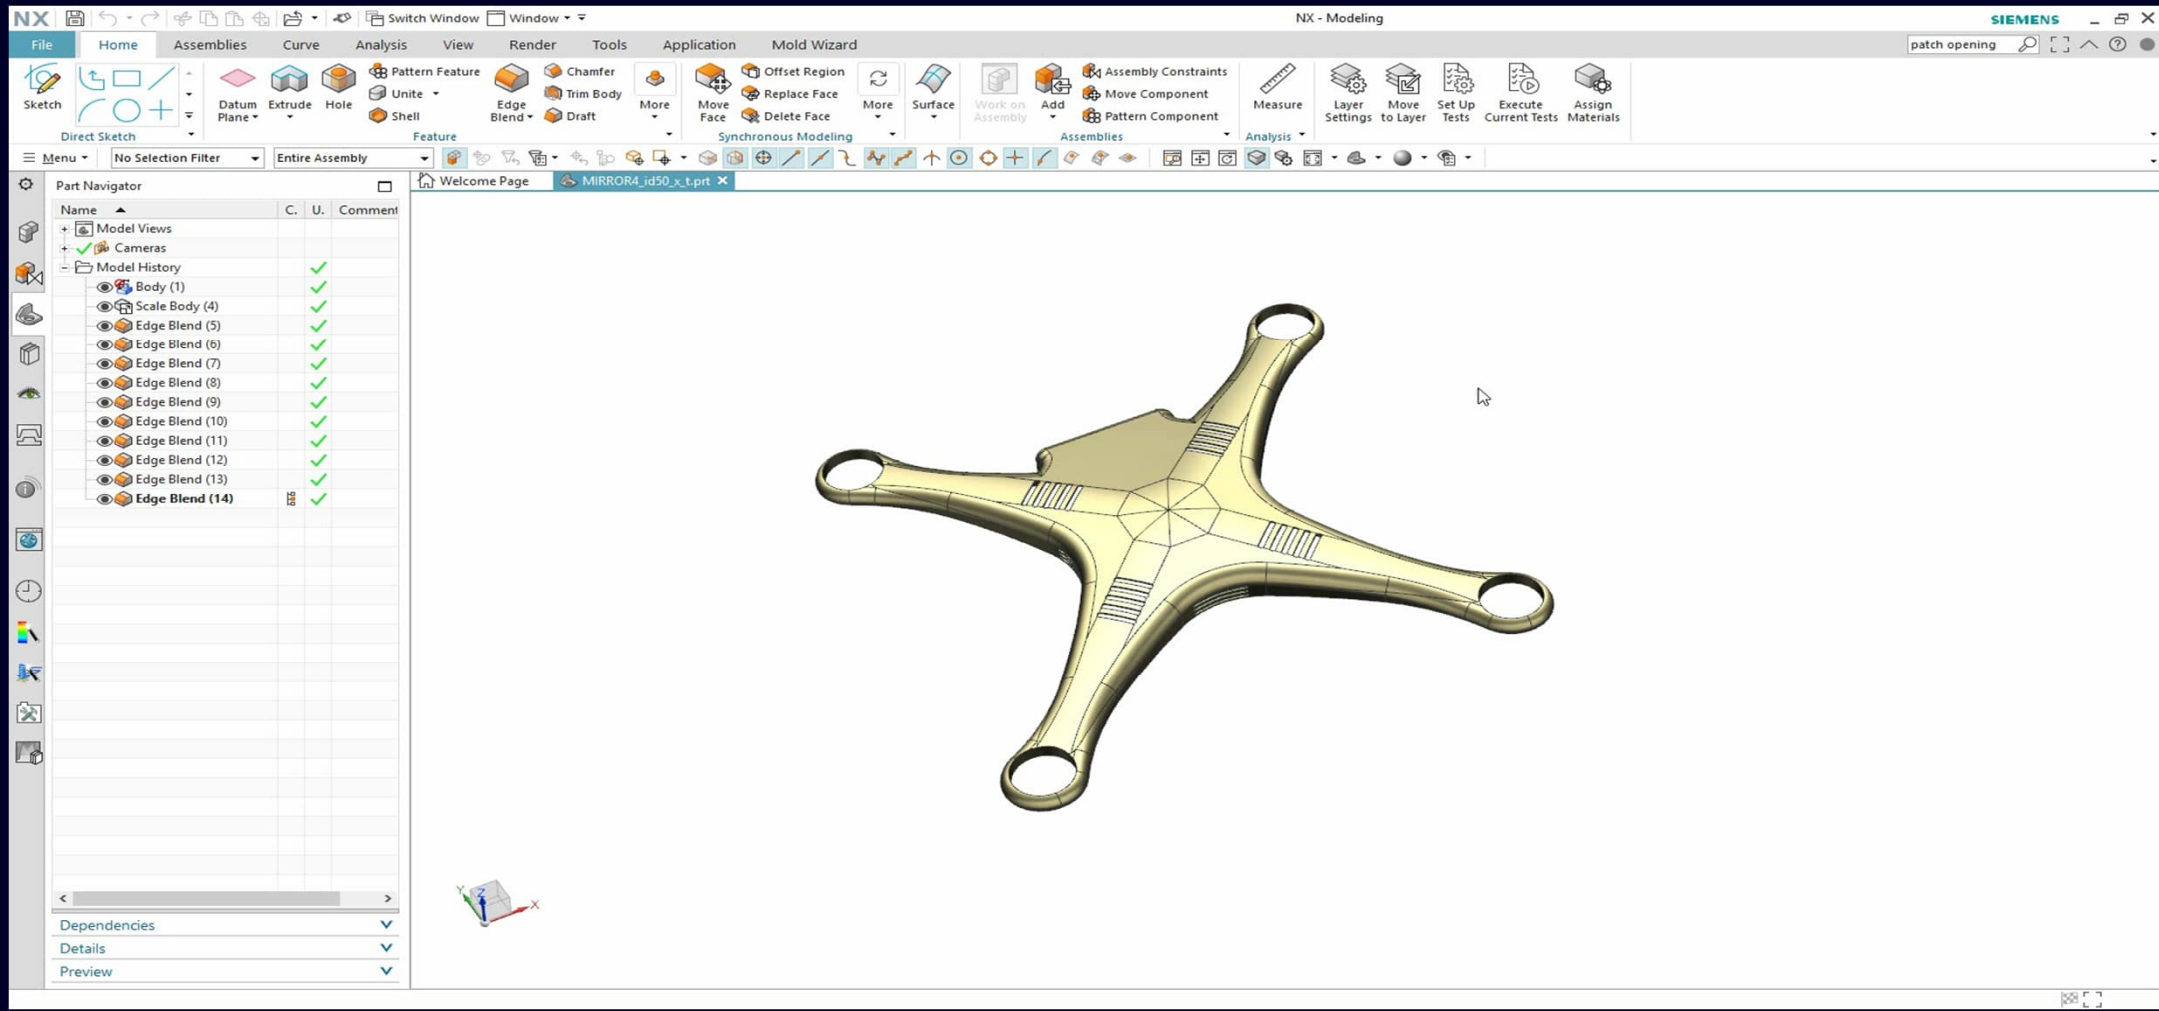 NX
Switch Window
Window
NX - Modeling
SIEMENS
File
Home
Assemblies
Curve
Analysis
View
Render
Tools
Application
Mold Wizard
patch opening
Sketch
Direct Sketch
Datum Plane
Extrude
Hole
Pattern Feature
Unite
Shell
Edge Blend
Chamfer
Trim Body
Draft
More
Feature
Move Face
Offset Region
Replace Face
Delete Face
More
Synchronous Modeling
Surface
Work on Assembly
Add
Assembly Constraints
Move Component
Pattern Component
Assemblies
Measure
Analysis
Layer Settings
Move to Layer
Set Up Tests
Execute Current Tests
Assign Materials
Menu
No Selection Filter
Entire Assembly
Part Navigator
Welcome Page
MIRROR4_id50_x_t.prt
Name C. U. Comment
Model Views
Cameras
Model History
Body (1)
Scale Body (4)
Edge Blend (5)
Edge Blend (6)
Edge Blend (7)
Edge Blend (8)
Edge Blend (9)
Edge Blend (10)
Edge Blend (11)
Edge Blend (12)
Edge Blend (13)
Edge Blend (14)
Y Z X
Dependencies
Details
Preview